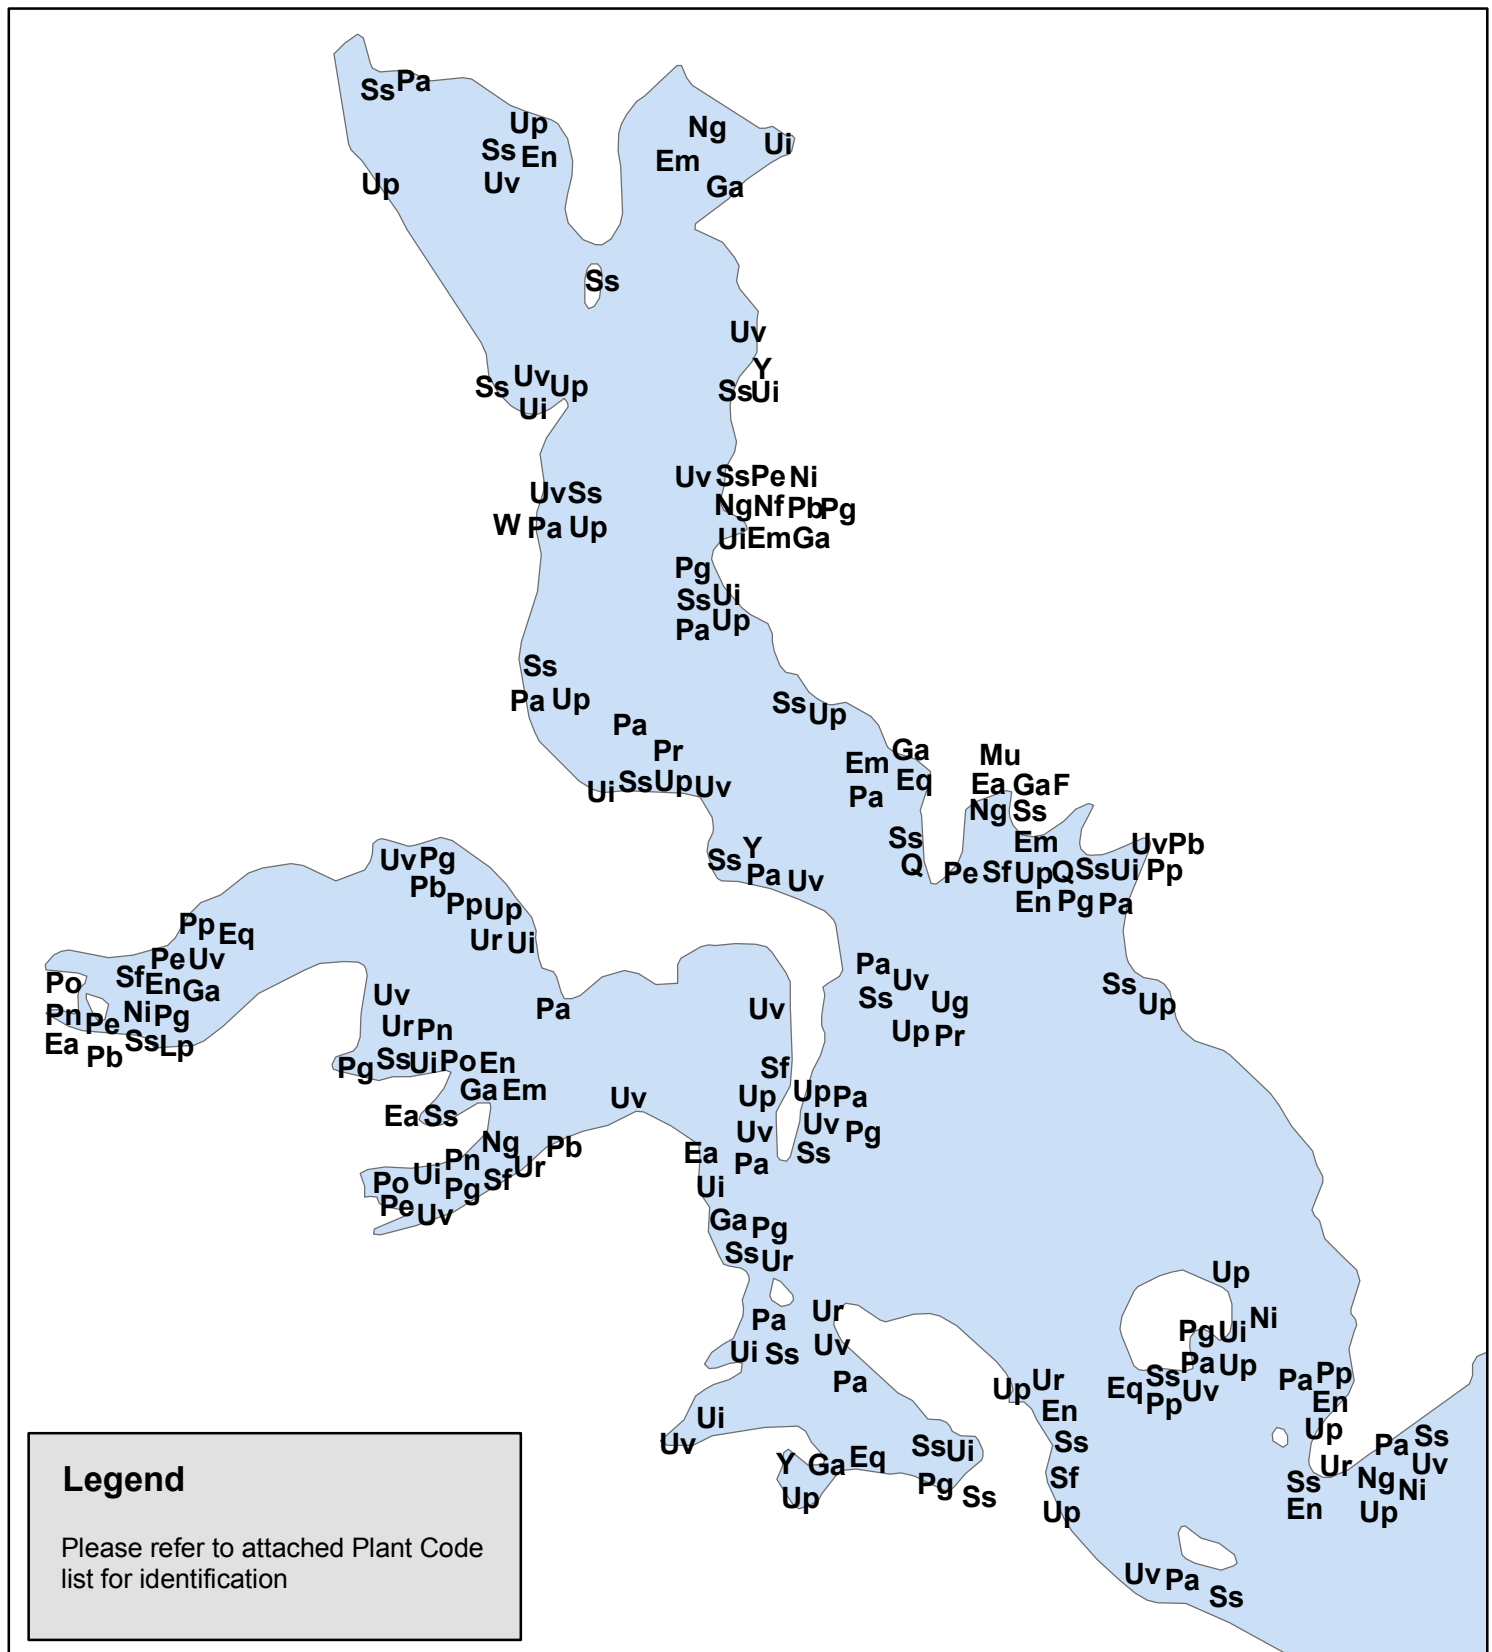 Ss Pa
Up Ng Ui
Ss En Em
Up Uv Ga
Ss
Uv
Y
Ss Uv Up Ss Ui
Ui
Uv Ss Pe Ni
Uv Ss Ng Nf Pb Pg
W Pa Up Ui Em Ga
Pg
Ss Ui
Pa Up
Ss
Pa Up Ss Up
Pa
Pr Ga Mu
Em Eq Ea Ga F
Ui Ss Up Uv Pa Ng Ss
Ss Q Em Uv Pb
Ss Y Pa Uv Pe Sf Up Q Ss Ui Pp
En Pg Pa
Uv Pg
Pb
Pp Up
Ur Ui
Pp Eq
Pe Uv
Sf En Ga
Po Ni Pg
Pn Pe Ss Lp
Ea Pb
Pa Uv
Ss Ug
Up Pr
Ss Up
Uv Pa Uv
Ur Pn
Pg Ss Ui Po En Sf
Ga Em Uv Up Up Pa
Ea Ss Uv Uv Pg
Ng Pb Ea Pa Ss
Pn Ur Ui
Po Ui Pg Sf
Pe Uv
Ga Pg
Ss Ur
Up
Pa Ur Pg Ui Ni
Ui Ss Uv Pa Up
Pa Up Ur Eq Ss Uv Pa Pp
Ui En Pp En
Uv Ss Ui Ss Up Pa Ss
Y Ga Eq Sf Ur Uv
Up Pg Ss Up Ss Ng Ni
En Up
Uv Pa Ss
Legend
Please refer to attached Plant Code
list for identification